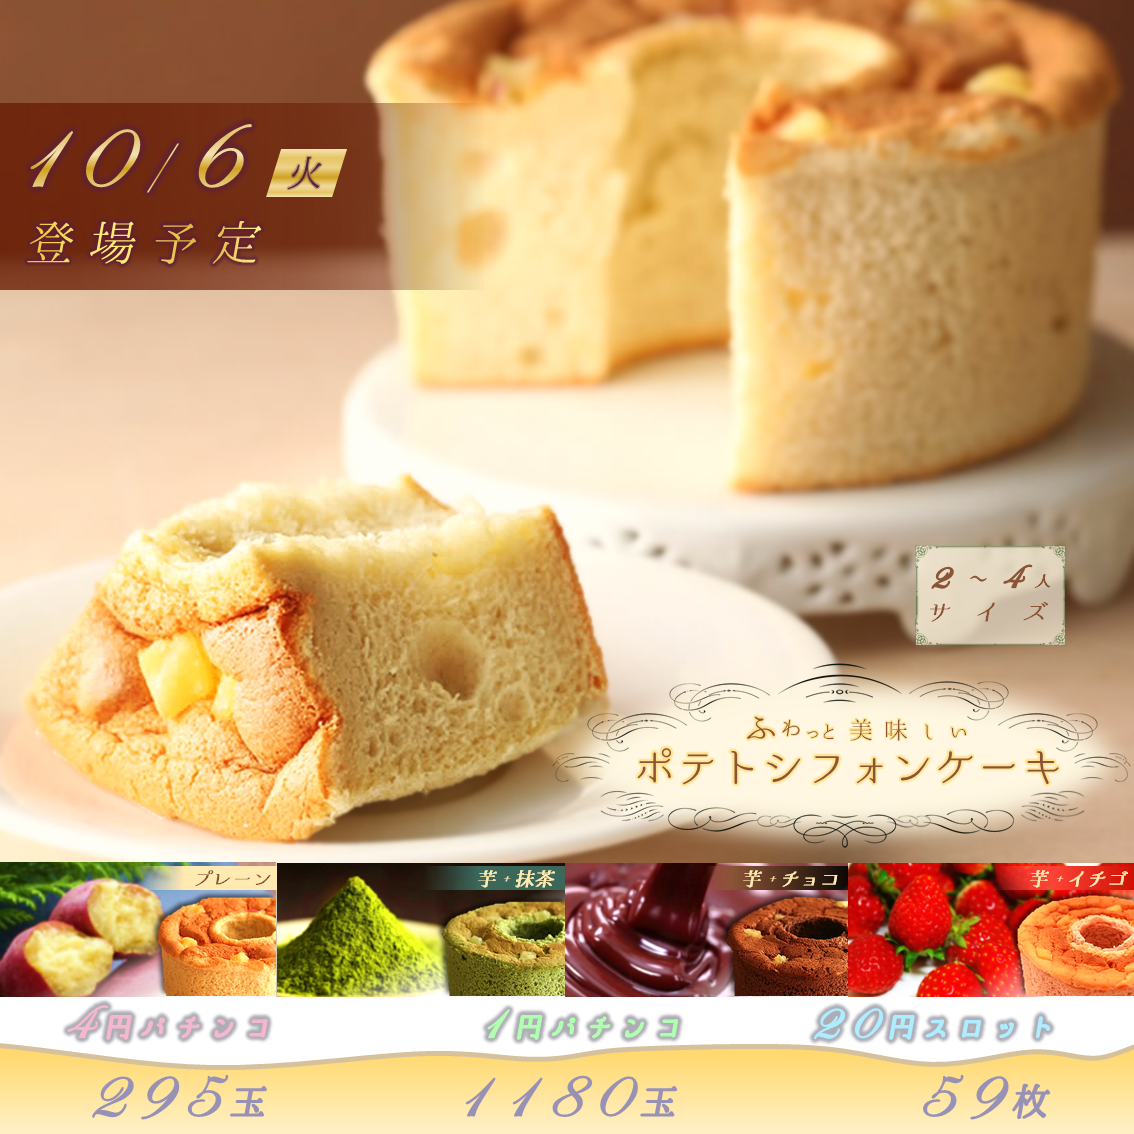 10/6 火
登場予定
2～4人
サイズ
ふわっと美味しい
ポテトシフォンケーキ
プレーン
芋+抹茶
芋+チョコ
芋+イチゴ
4円パチンコ
1円パチンコ
20円スロット
295玉
1180玉
59枚